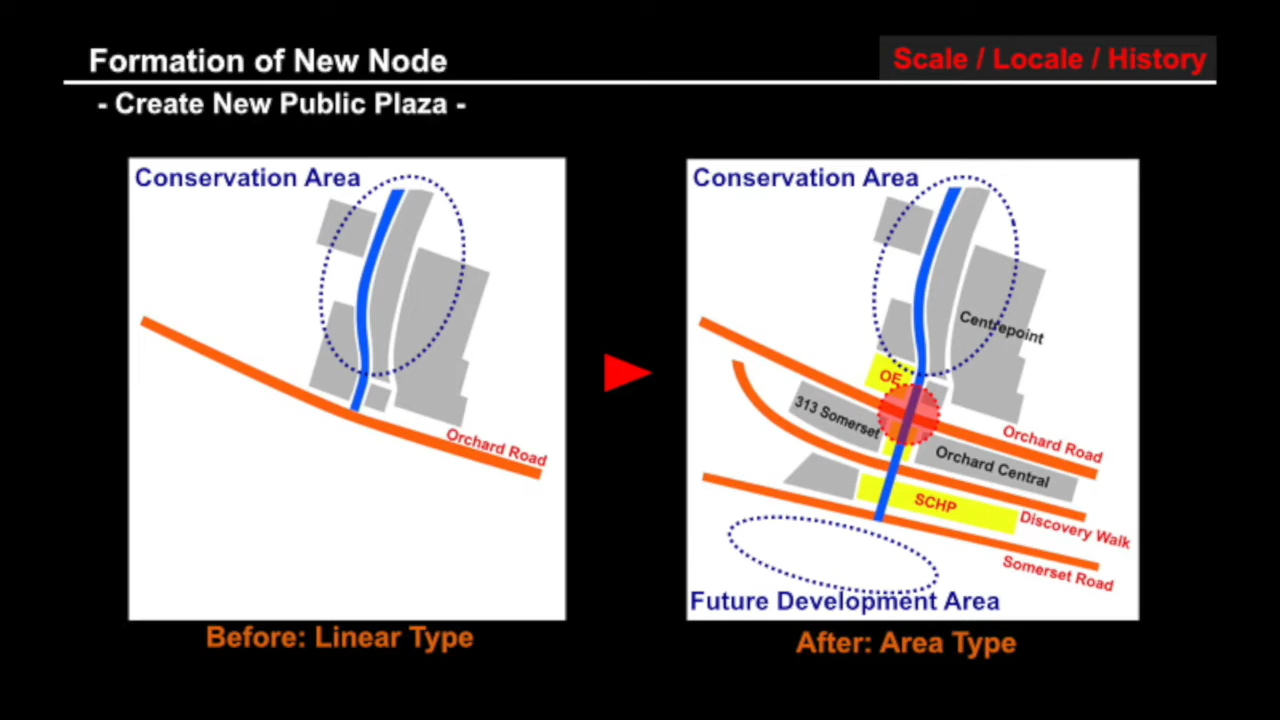 Formation of New Node
Scale / Locale / History
- Create New Public Plaza -
Conservation Area
Orchard Road
Before: Linear Type
Conservation Area
Centrepoint
OE
313 Somerset
Orchard Road
Orchard Central
SCHP
Discovery Walk
Somerset Road
Future Development Area
After: Area Type